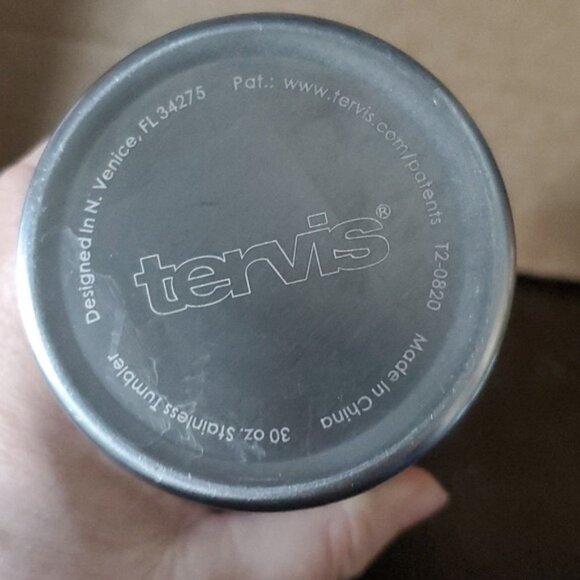 Designed in N. Venice, FL 34275
Pat.: www.tervis.com/patents
T2-0820
Made in China
30 oz. Stainless Tumbler
tervis®